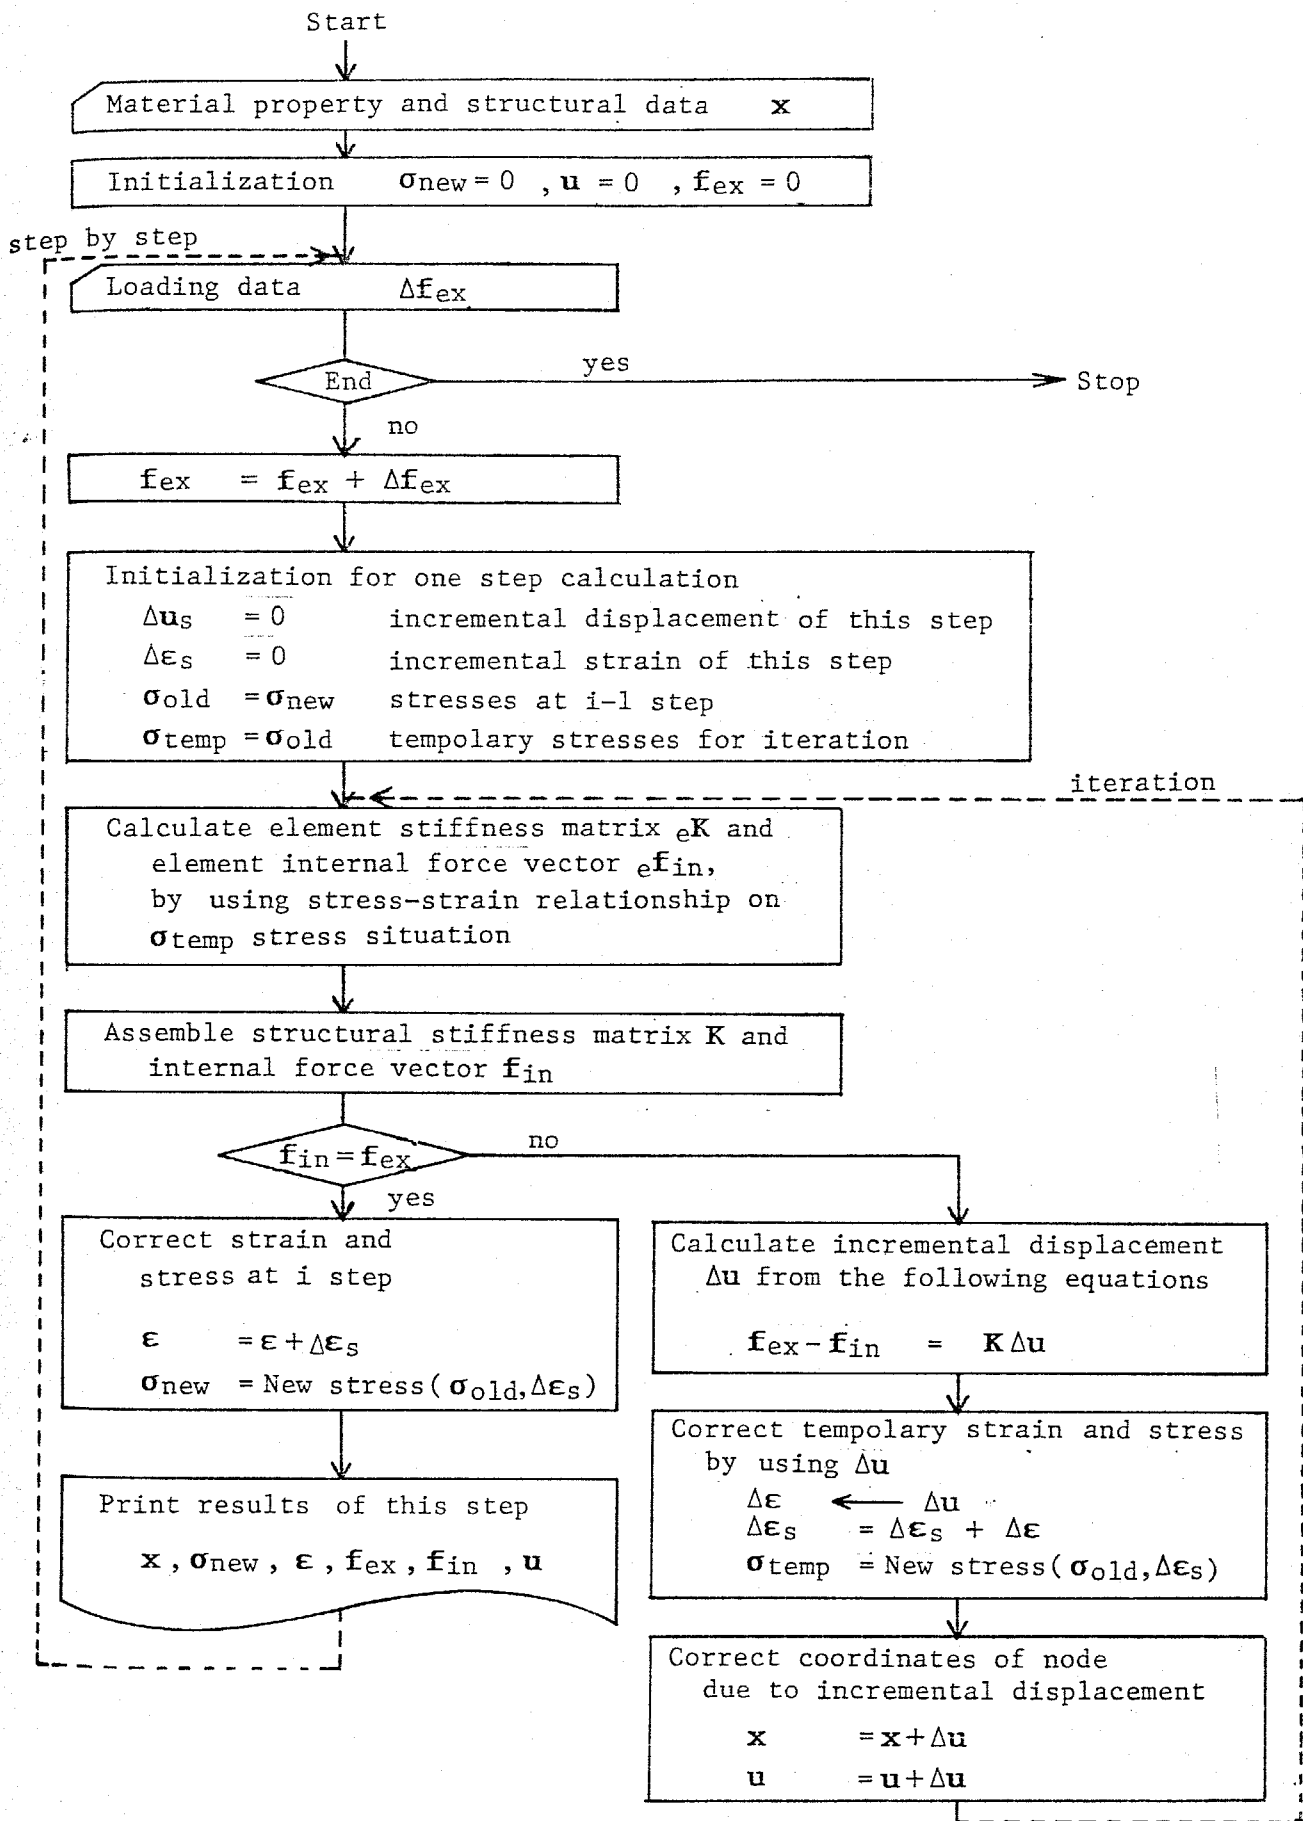 Start
Material property and structural data x
Initialization σnew = 0 , u = 0 , fex = 0
step by step
Loading data Δfex
End
yes
Stop
no
fex = fex + Δfex
Initialization for one step calculation
Δus = 0 incremental displacement of this step
Δεs = 0 incremental strain of this step
σold = σnew stresses at i-1 step
σtemp = σold tempolary stresses for iteration
iteration
Calculate element stiffness matrix eK and
element internal force vector efin,
by using stress-strain relationship on
σtemp stress situation
Assemble structural stiffness matrix K and
internal force vector fin
fin = fex
no
yes
Correct strain and
stress at i step
ε = ε + Δεs
σnew = New stress( σold, Δεs )
Print results of this step
x , σnew , ε , fex , fin , u
Calculate incremental displacement
Δu from the following equations
fex - fin = K Δu
Correct tempolary strain and stress
by using Δu
Δε ← Δu
Δεs = Δεs + Δε
σtemp = New stress( σold, Δεs )
Correct coordinates of node
due to incremental displacement
x = x + Δu
u = u + Δu